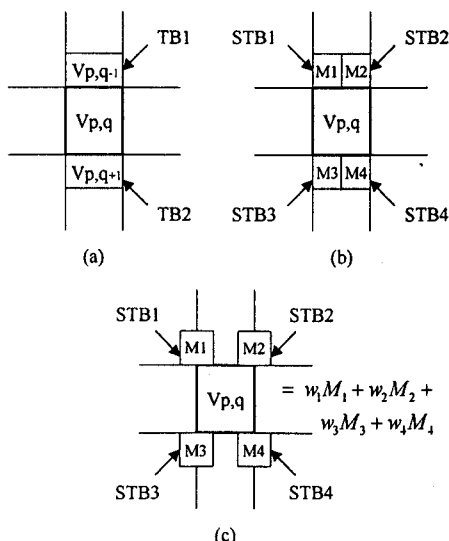 TB1
Vp,q-1
Vp,q
Vp,q+1
TB2
(a)
STB1
STB2
M1 M2
Vp,q
M3 M4
STB3
STB4
(b)
STB1
STB2
M1
M2
Vp,q
= w1M1 + w2M2 +
w3M3 + w4M4
M3
M4
STB3
STB4
(c)